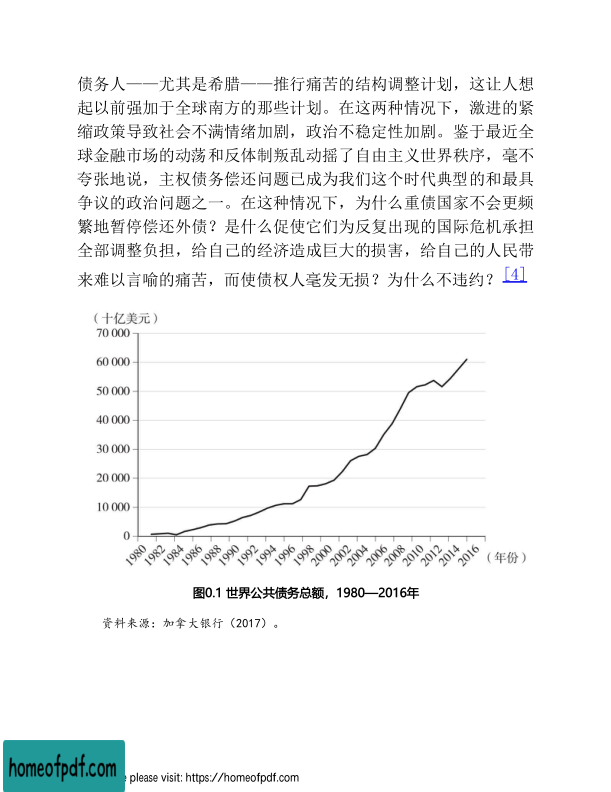 债务人——尤其是希腊——推行痛苦的结构调整计划，这让人想
起以前强加于全球南方的那些计划。在这两种情况下，激进的紧
缩政策导致社会不满情绪加剧，政治不稳定性加剧。鉴于最近全
球金融市场的动荡和反体制叛乱动摇了自由主义世界秩序，毫不
夸张地说，主权债务偿还问题已成为我们这个时代典型的和最具
争议的政治问题之一。在这种情况下，为什么重债国家不会更频
繁地暂停偿还外债？是什么促使它们为反复出现的国际危机承担
全部调整负担，给自己的经济造成巨大的损害，给自己的人民带
来难以言喻的痛苦，而使债权人毫发无损？为什么不违约？[4]
（十亿美元）
70 000
60 000
50 000
40 000
30 000
20 000
10 000
0
1980 1982 1984 1986 1988 1990 1992 1994 1996 1998 2000 2002 2004 2006 2008 2010 2012 2014 2016 （年份）
图0.1 世界公共债务总额，1980—2016年
资料来源：加拿大银行（2017）。
homeofpdf.com
please visit: https://homeofpdf.com